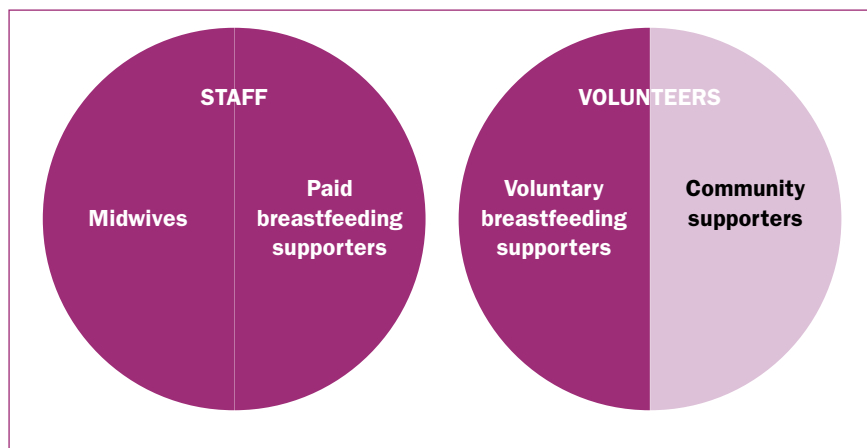 STAFF
Midwives
Paid
breastfeeding
supporters
VOLUNTEERS
Voluntary
breastfeeding
supporters
Community
supporters